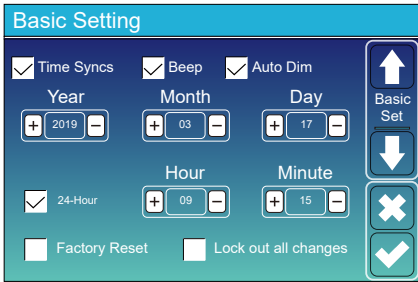 Basic Setting
Time Syncs Beep Auto Dim
Year Month Day
+ 2019 − + 03 − + 17 −
Basic
Set
Hour Minute
24-Hour + 09 − + 15 −
Factory Reset Lock out all changes